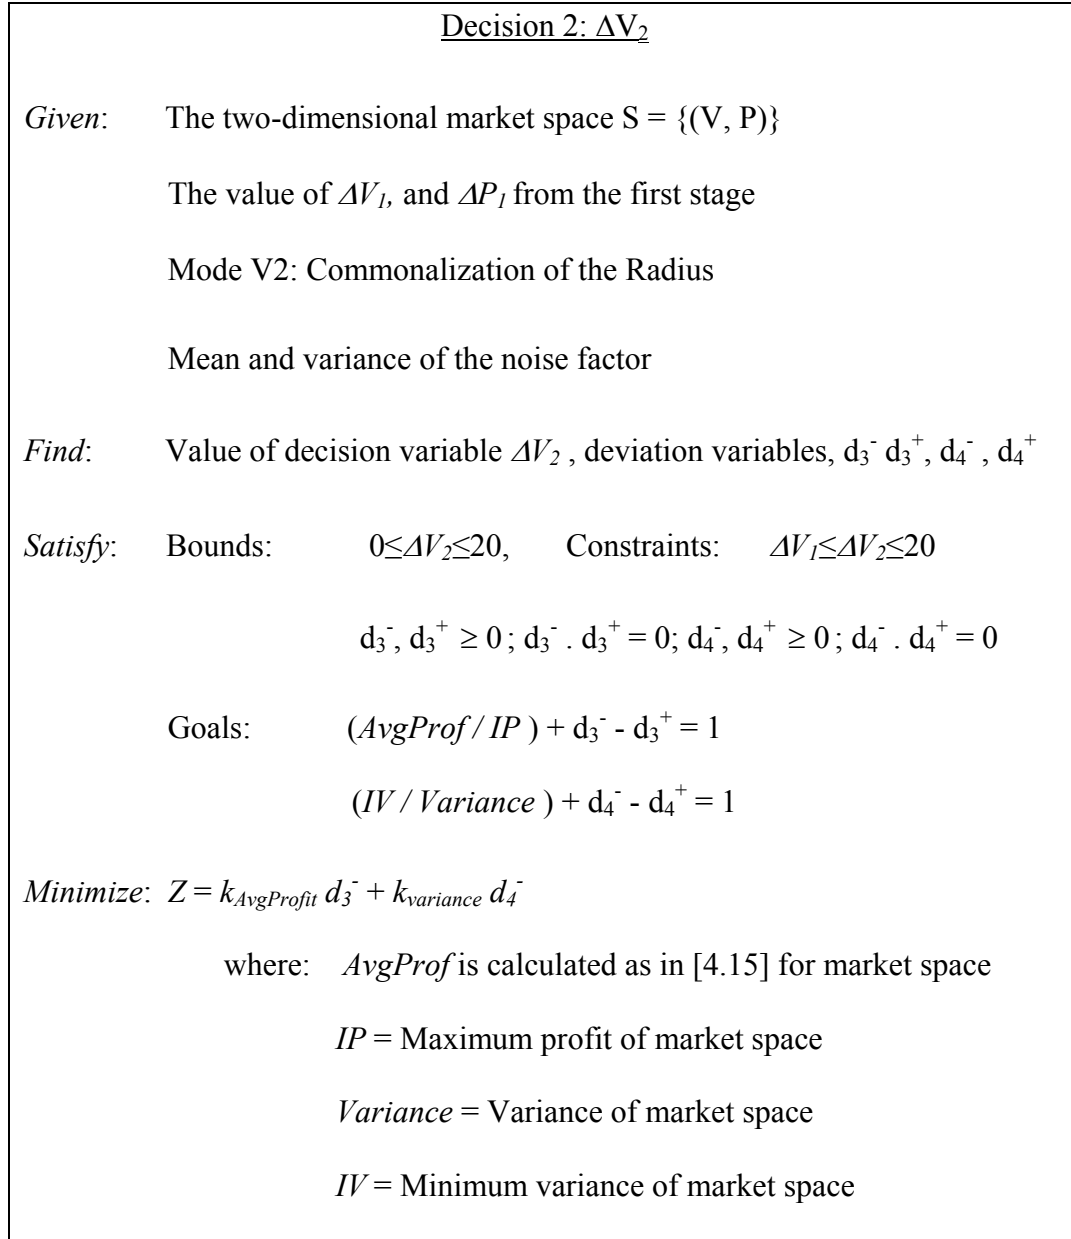 Decision 2: ΔV₂
Given: The two-dimensional market space S = {(V, P)}
The value of ΔV₁, and ΔP₁ from the first stage
Mode V2: Commonalization of the Radius
Mean and variance of the noise factor
Find: Value of decision variable ΔV₂ , deviation variables, d₃⁻ d₃⁺, d₄⁻ , d₄⁺
Satisfy: Bounds: 0≤ΔV₂≤20, Constraints: ΔV₁≤ΔV₂≤20
d₃⁻, d₃⁺ ≥ 0 ; d₃⁻ . d₃⁺ = 0; d₄⁻, d₄⁺ ≥ 0 ; d₄⁻ . d₄⁺ = 0
Goals: (AvgProf / IP ) + d₃⁻ - d₃⁺ = 1
(IV / Variance ) + d₄⁻ - d₄⁺ = 1
Minimize: Z = k_AvgProfit d₃⁻ + k_variance d₄⁻
where: AvgProf is calculated as in [4.15] for market space
IP = Maximum profit of market space
Variance = Variance of market space
IV = Minimum variance of market space